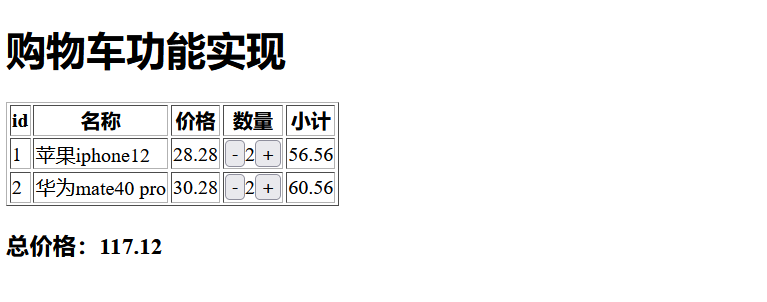 购物车功能实现
id 名称 价格 数量 小计
1 苹果iphone12 28.28 - 2 + 56.56
2 华为mate40 pro 30.28 - 2 + 60.56
总价格：117.12